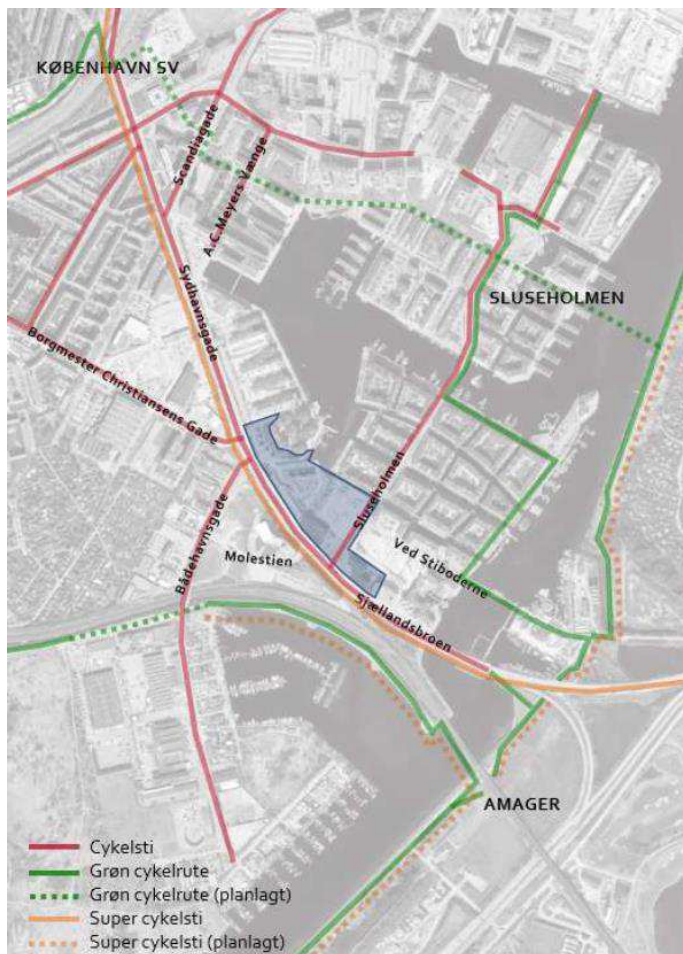 KØBENHAVN SV
Scandiagade
A.C.Meyers Vænge
Sydhavnsgade
SLUSEHOLMEN
Borgmester Christiansens Gade
Sluseholmen
Bådehavnsgade
Molestien
Ved Stiboderne
Sjællandsbroen
AMAGER
Cykelsti
Grøn cykelrute
Grøn cykelrute (planlagt)
Super cykelsti
Super cykelsti (planlagt)